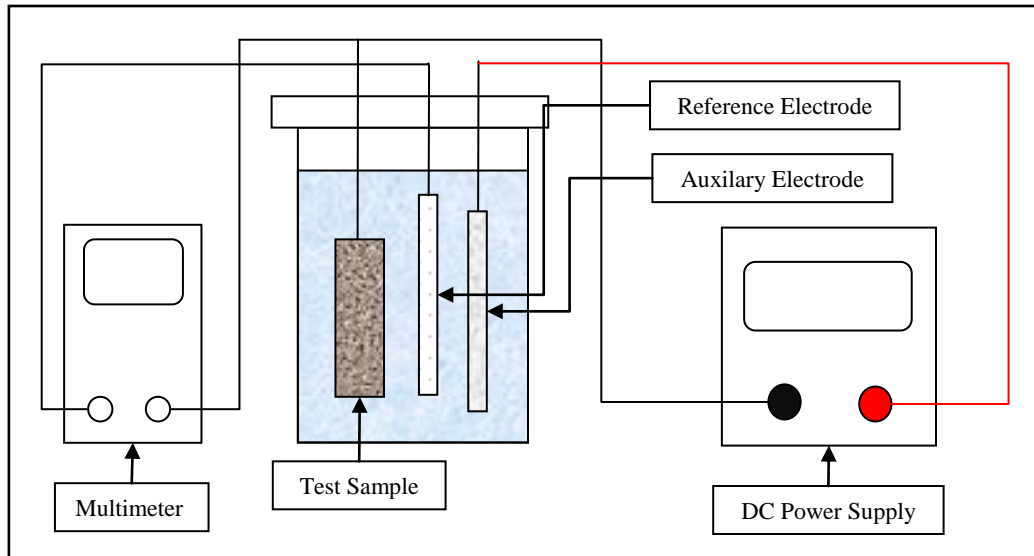 Reference Electrode
Auxilary Electrode
Test Sample
Multimeter
DC Power Supply